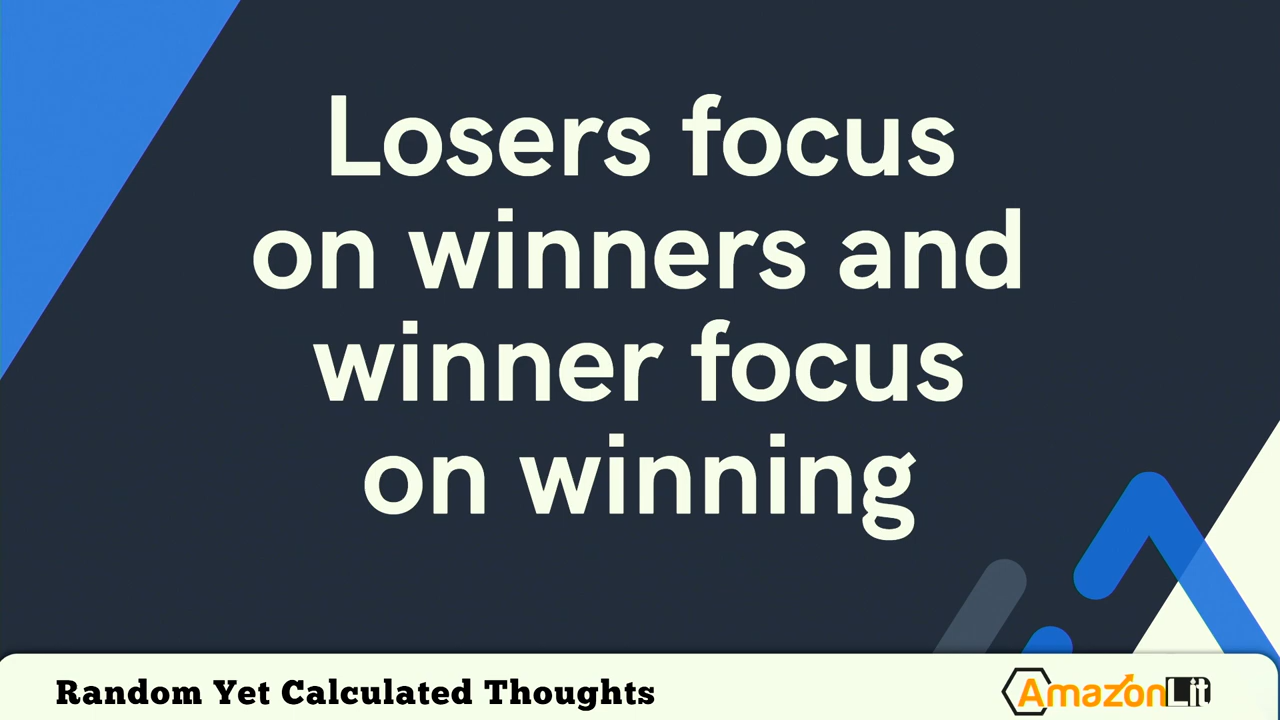 Losers focus
on winners and
winner focus
on winning
Random Yet Calculated Thoughts
AmazonLit